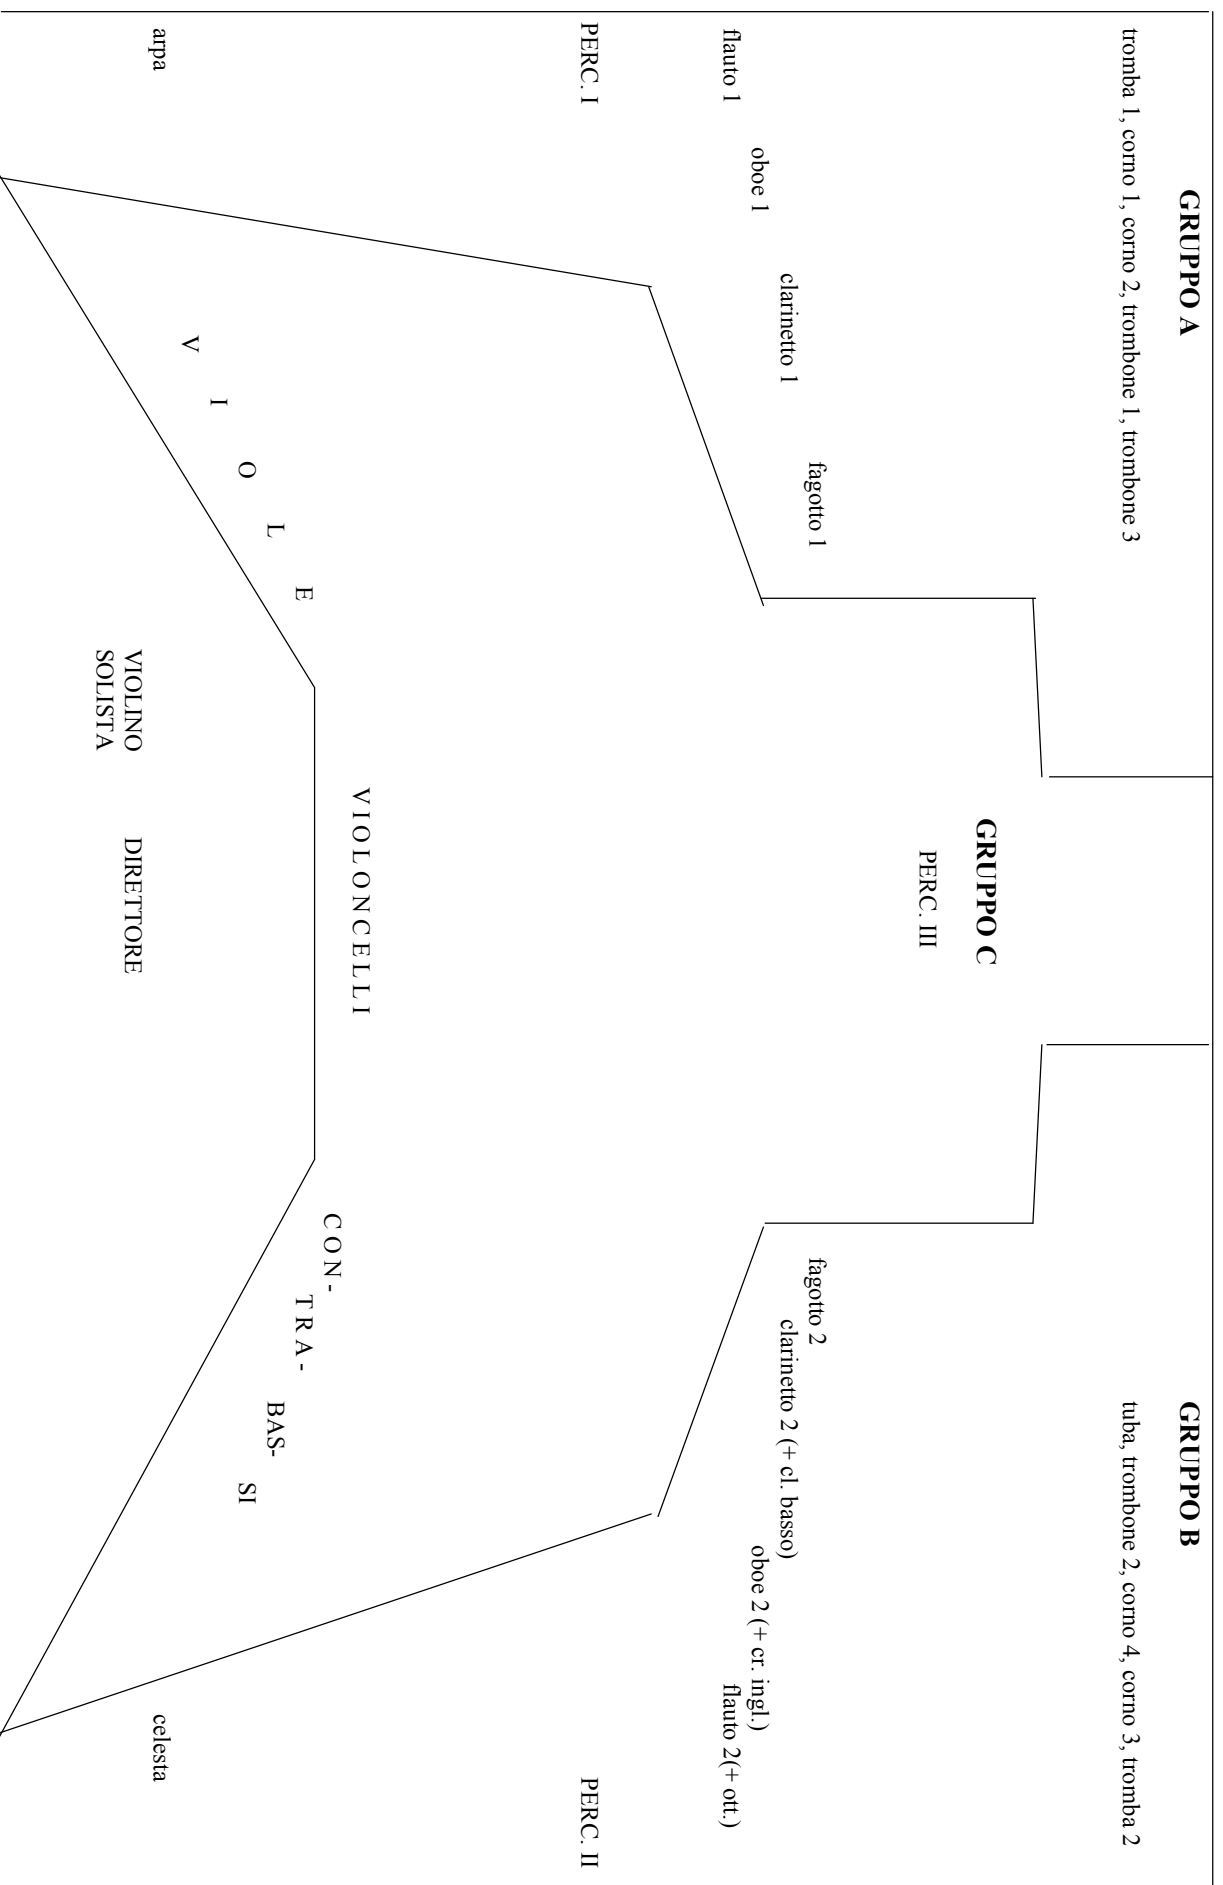 GRUPPO A
GRUPPO B
tromba 1, corno 1, corno 2, trombone 1, trombone 3
tuba, trombone 2, corno 4, corno 3, tromba 2
GRUPPO C
PERC. III
fagotto 1
fagotto 2
clarinetto 1
clarinetto 2 (+ cl. basso)
oboe 1
oboe 2 (+ cr. ingl.)
flauto 1
flauto 2(+ ott.)
PERC. I
PERC. II
V I O L O N C E L L I
C O N -
T R A -
BAS-
SI
V I O L E
arpa
celesta
VIOLINO
SOLISTA
DIRETTORE